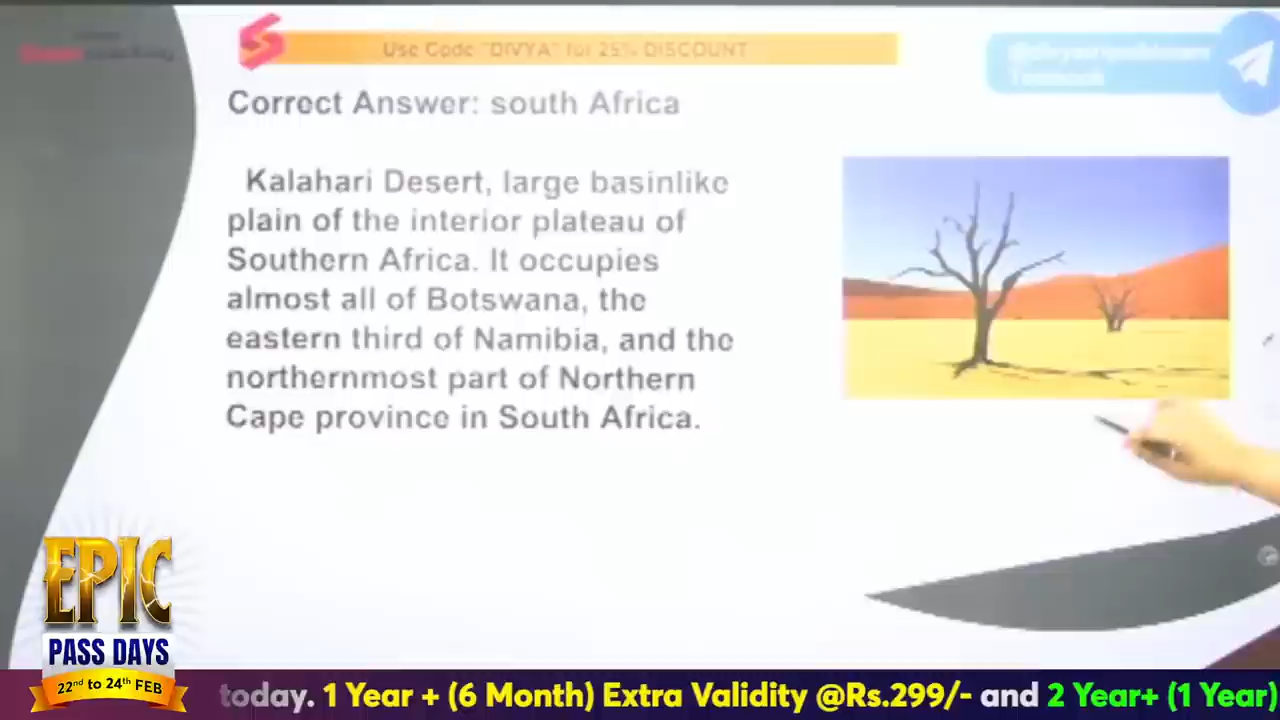 Use Code "DIVYA" for 25% DISCOUNT
Correct Answer: south Africa
Kalahari Desert, large basinlike
plain of the interior plateau of
Southern Africa. It occupies
almost all of Botswana, the
eastern third of Namibia, and the
northernmost part of Northern
Cape province in South Africa.
EPIC
PASS DAYS
22nd to 24th FEB
today. 1 Year + (6 Month) Extra Validity @Rs.299/- and 2 Year+ (1 Year)